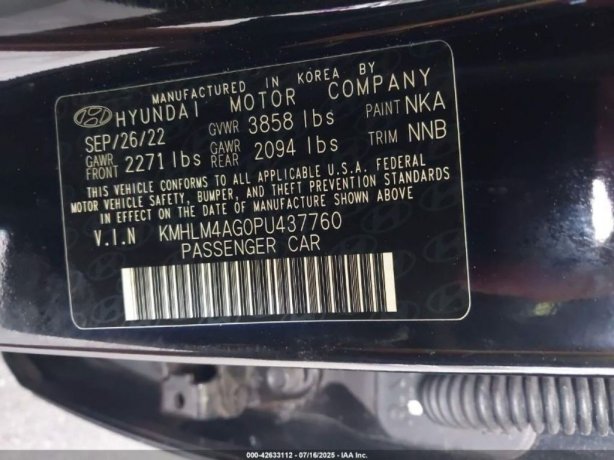 MANUFACTURED IN KOREA BY
HYUNDAI MOTOR COMPANY
SEP/26/22 GVWR 3858 lbs PAINT NKA
GAWR FRONT 2271 lbs GAWR REAR 2094 lbs TRIM NNB
THIS VEHICLE CONFORMS TO ALL APPLICABLE U.S.A. FEDERAL
MOTOR VEHICLE SAFETY, BUMPER, AND THEFT PREVENTION STANDARDS
IN EFFECT ON THE DATE OF MANUFACTURE SHOWN ABOVE
V.I.N KMHLM4AG0PU437760
PASSENGER CAR
000-42633112 - 07/16/2025 - IAA Inc.